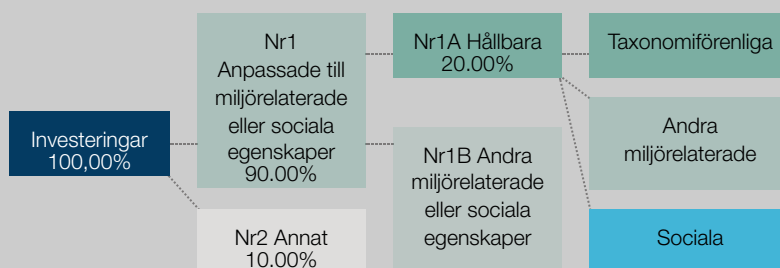 Investeringar
100,00%
Nr1
Anpassade till
miljörelaterade
eller sociala
egenskaper
90.00%
Nr2 Annat
10.00%
Nr1A Hållbara
20.00%
Nr1B Andra
miljörelaterade
eller sociala
egenskaper
Taxonomiförenliga
Andra
miljörelaterade
Sociala